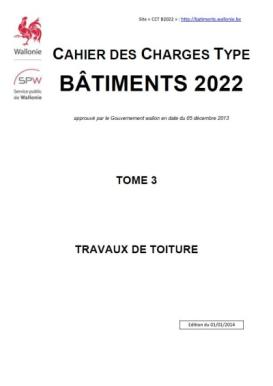 Site « CCT B2022 » : http://batiments.wallonie.be
Wallonie
CAHIER DES CHARGES TYPE
BÂTIMENTS 2022
SPW
Service public
de Wallonie
approuvé par le Gouvernement wallon en date du 05 décembre 2013
TOME 3
TRAVAUX DE TOITURE
Edition du 01/01/2014